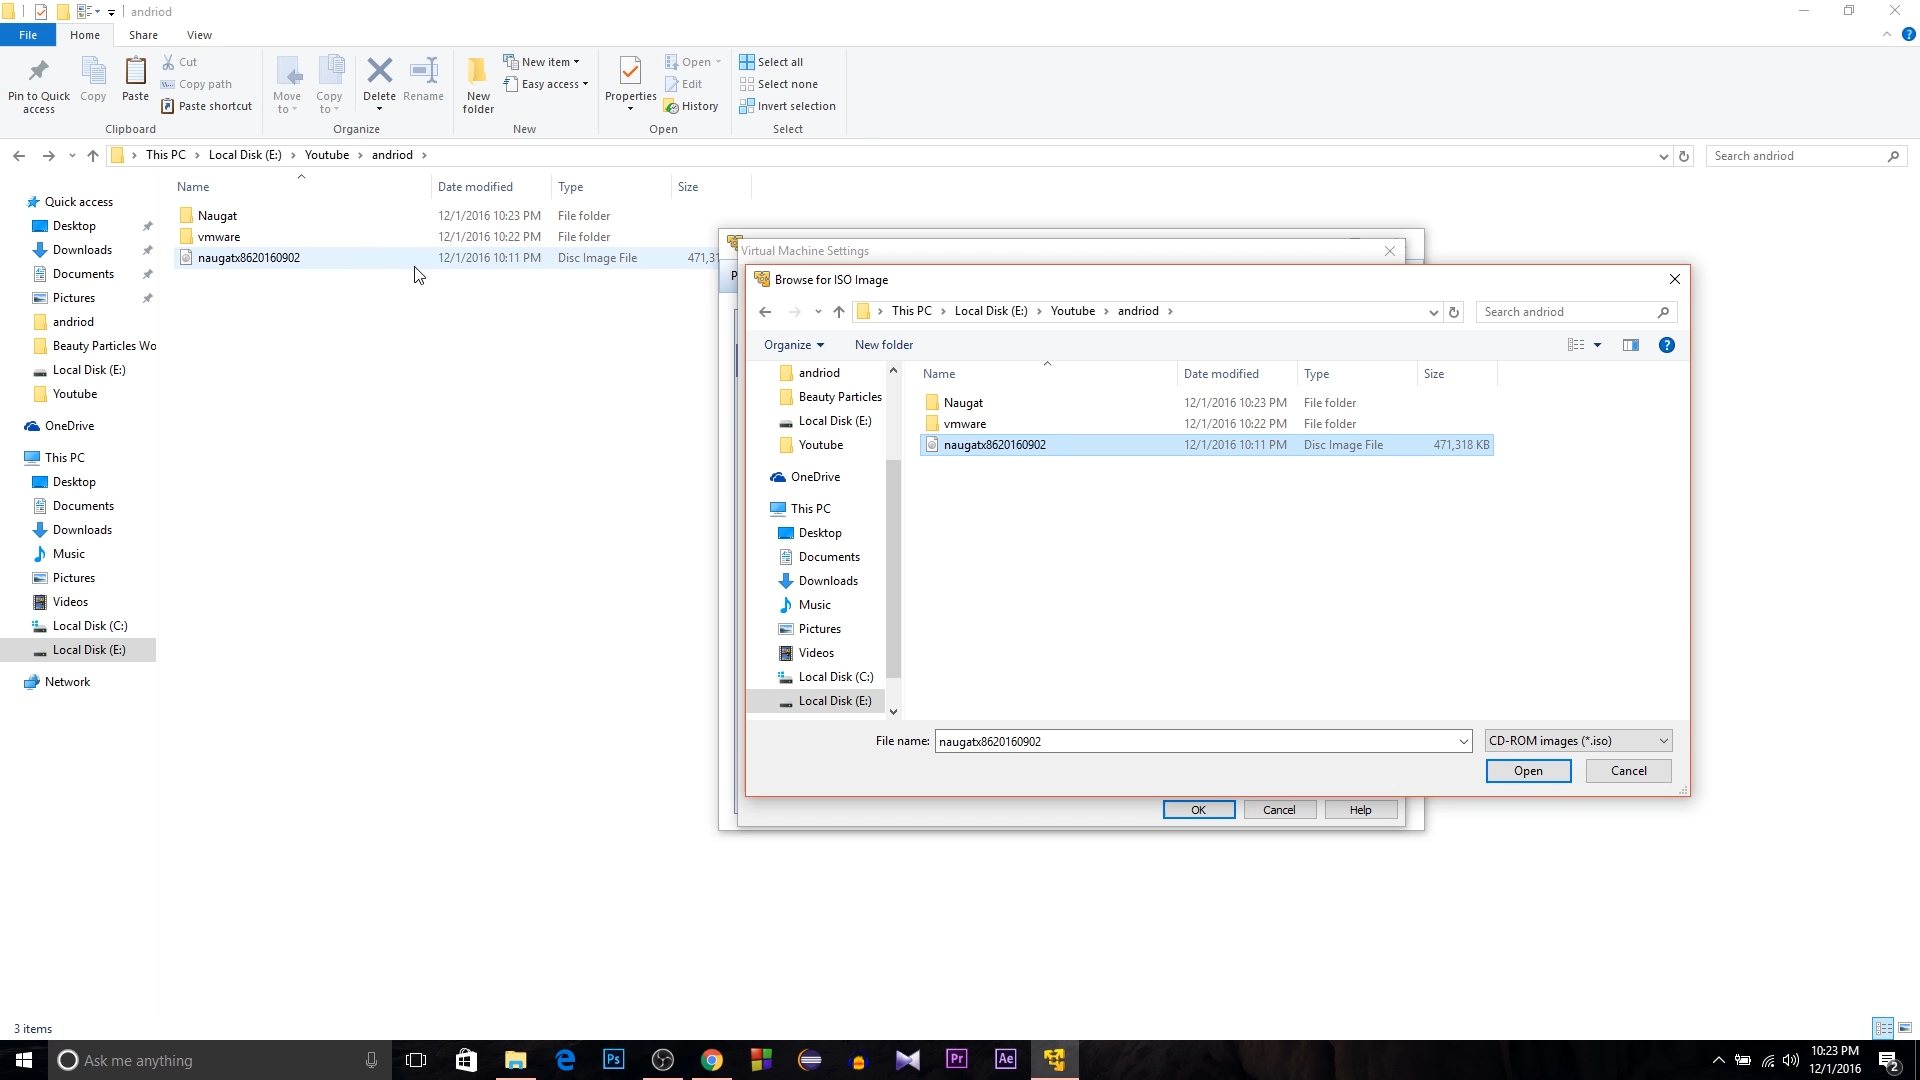 andriod
File
Home
Share
View
Pin to Quick access
Copy
Paste
Cut
Copy path
Paste shortcut
Clipboard
Move to
Copy to
Delete
Rename
Organize
New folder
New item
Easy access
New
Properties
Open
Edit
History
Open
Select all
Select none
Invert selection
Select
This PC
Local Disk (E:)
Youtube
andriod
Search andriod
Name
Date modified
Type
Size
Naugat 12/1/2016 10:23 PM File folder
vmware 12/1/2016 10:22 PM File folder
naugatx8620160902 12/1/2016 10:11 PM Disc Image File 471,31
Quick access
Desktop
Downloads
Documents
Pictures
andriod
Beauty Particles Wo
Local Disk (E:)
Youtube
OneDrive
This PC
Desktop
Documents
Downloads
Music
Pictures
Videos
Local Disk (C:)
Local Disk (E:)
Network
3 items
Virtual Machine Settings
P
Browse for ISO Image
This PC
Local Disk (E:)
Youtube
andriod
Search andriod
Organize
New folder
?
andriod
Beauty Particles
Local Disk (E:)
Youtube
OneDrive
This PC
Desktop
Documents
Downloads
Music
Pictures
Videos
Local Disk (C:)
Local Disk (E:)
Name
Date modified
Type
Size
Naugat 12/1/2016 10:23 PM File folder
vmware 12/1/2016 10:22 PM File folder
naugatx8620160902 12/1/2016 10:11 PM Disc Image File 471,318 KB
File name: naugatx8620160902
CD-ROM images (*.iso)
Open
Cancel
OK
Cancel
Help
Ask me anything
Ps
Pr
Ae
10:23 PM
12/1/2016
2